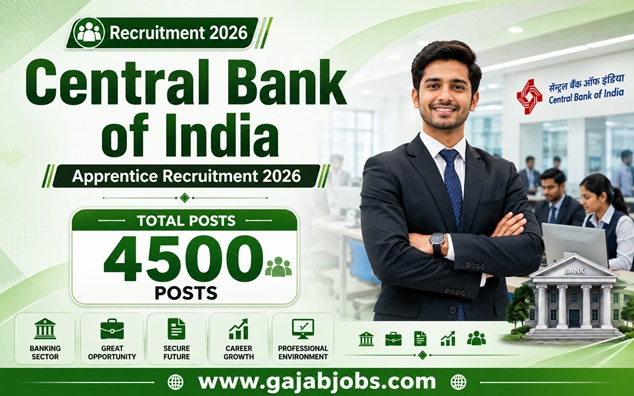 Recruitment 2026
Central Bank
of India
Apprentice Recruitment 2026
TOTAL POSTS
4500
POSTS
BANKING
SECTOR
GREAT
OPPORTUNITY
SECURE
FUTURE
CAREER
GROWTH
PROFESSIONAL
ENVIRONMENT
सेंट्रल बैंक ऑफ इंडिया
Central Bank of India
BANK
www.gajabjobs.com